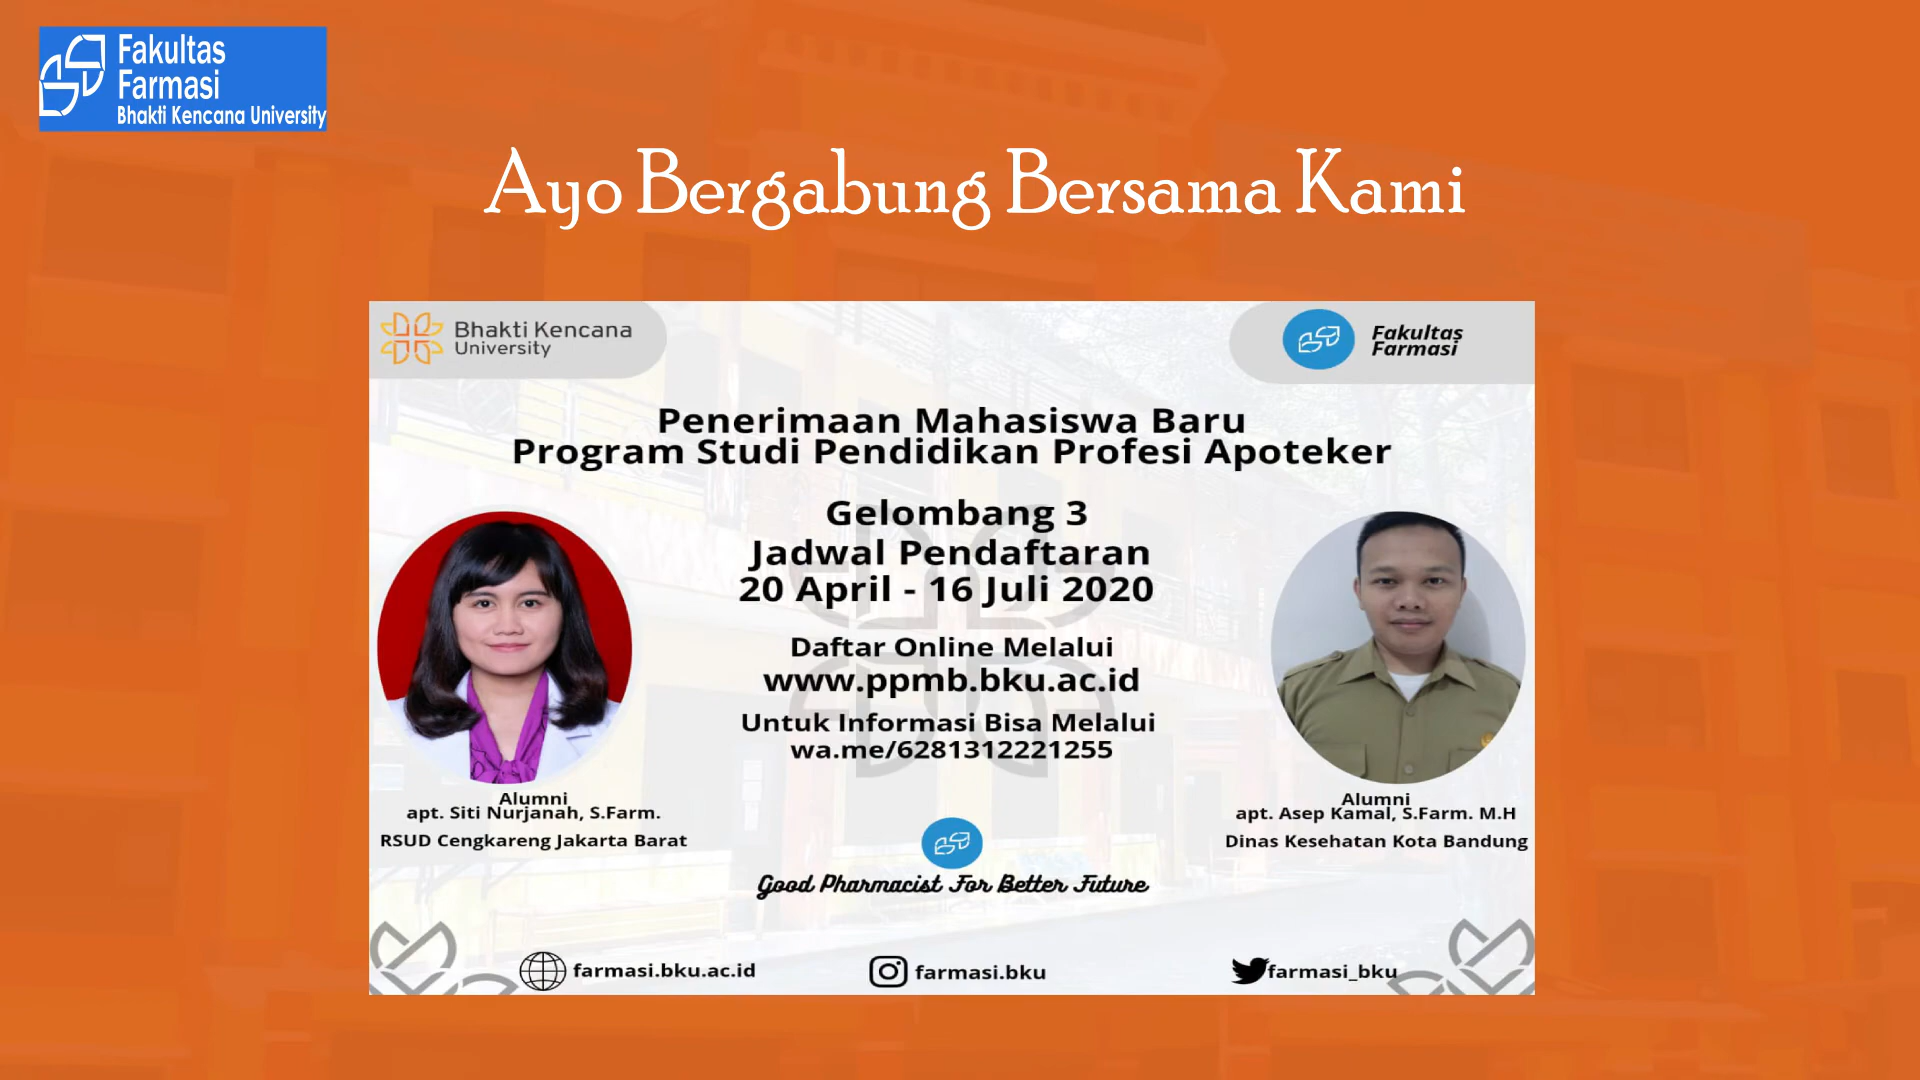 Fakultas
Farmasi
Bhakti Kencana University
Ayo Bergabung Bersama Kami
Bhakti Kencana
University
Fakultas
Farmasi
Penerimaan Mahasiswa Baru
Program Studi Pendidikan Profesi Apoteker
Gelombang 3
Jadwal Pendaftaran
20 April - 16 Juli 2020
Daftar Online Melalui
www.ppmb.bku.ac.id
Untuk Informasi Bisa Melalui
wa.me/6281312221255
Alumni
apt. Siti Nurjanah, S.Farm.
RSUD Cengkareng Jakarta Barat
Alumni
apt. Asep Kamal, S.Farm. M.H
Dinas Kesehatan Kota Bandung
Good Pharmacist For Better Future
farmasi.bku.ac.id
farmasi.bku
farmasi_bku